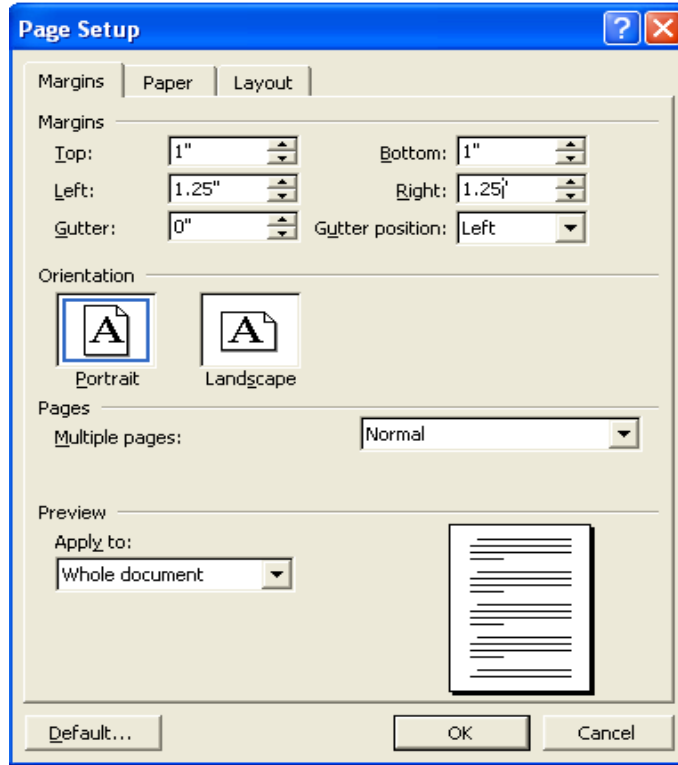 Page Setup
Margins Paper Layout
Margins
Top: 1" Bottom: 1"
Left: 1.25" Right: 1.25"
Gutter: 0" Gutter position: Left
Orientation
A A
Portrait Landscape
Pages
Multiple pages: Normal
Preview
Apply to:
Whole document
Default... OK Cancel